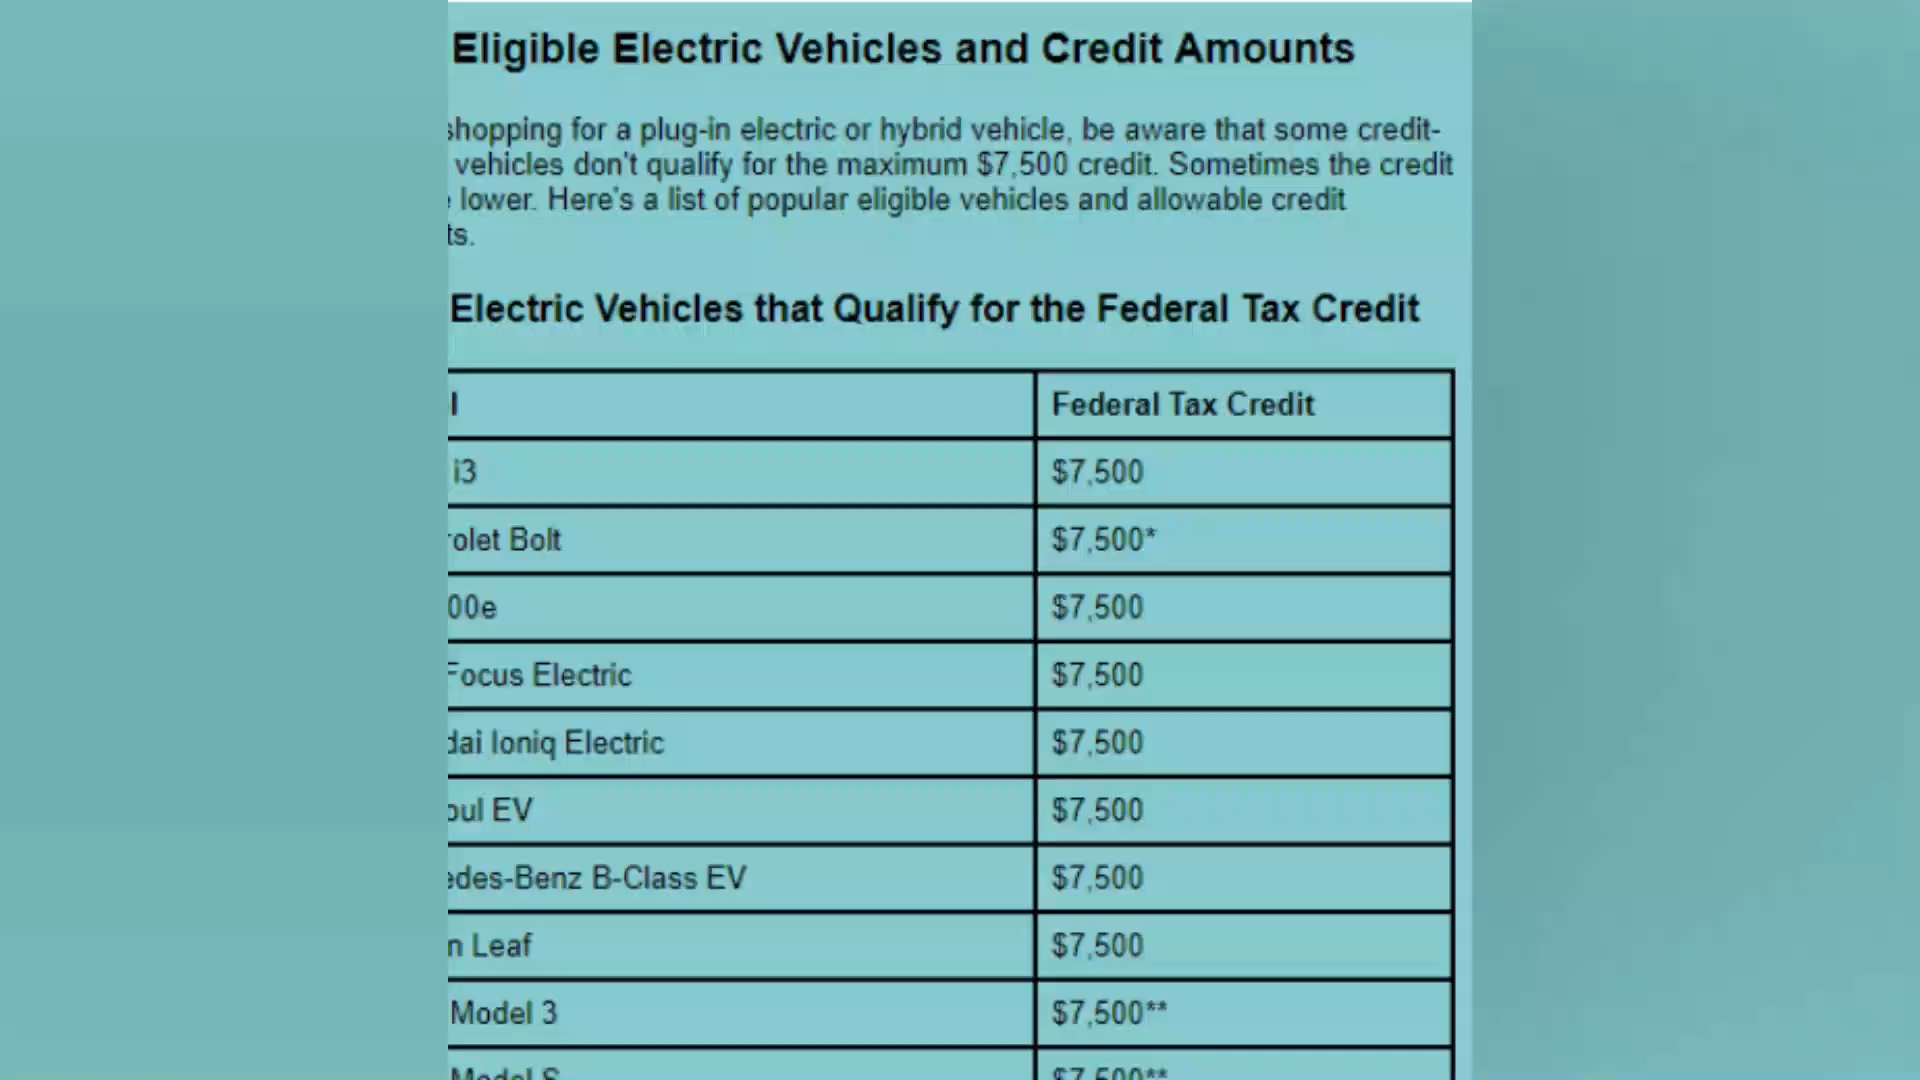 Eligible Electric Vehicles and Credit Amounts
shopping for a plug-in electric or hybrid vehicle, be aware that some credit-
vehicles don't qualify for the maximum $7,500 credit. Sometimes the credit
lower. Here's a list of popular eligible vehicles and allowable credit
ts.
Electric Vehicles that Qualify for the Federal Tax Credit
l Federal Tax Credit
i3 $7,500
rolet Bolt $7,500*
00e $7,500
Focus Electric $7,500
dai Ioniq Electric $7,500
oul EV $7,500
edes-Benz B-Class EV $7,500
n Leaf $7,500
Model 3 $7,500**
Model S $7,500**